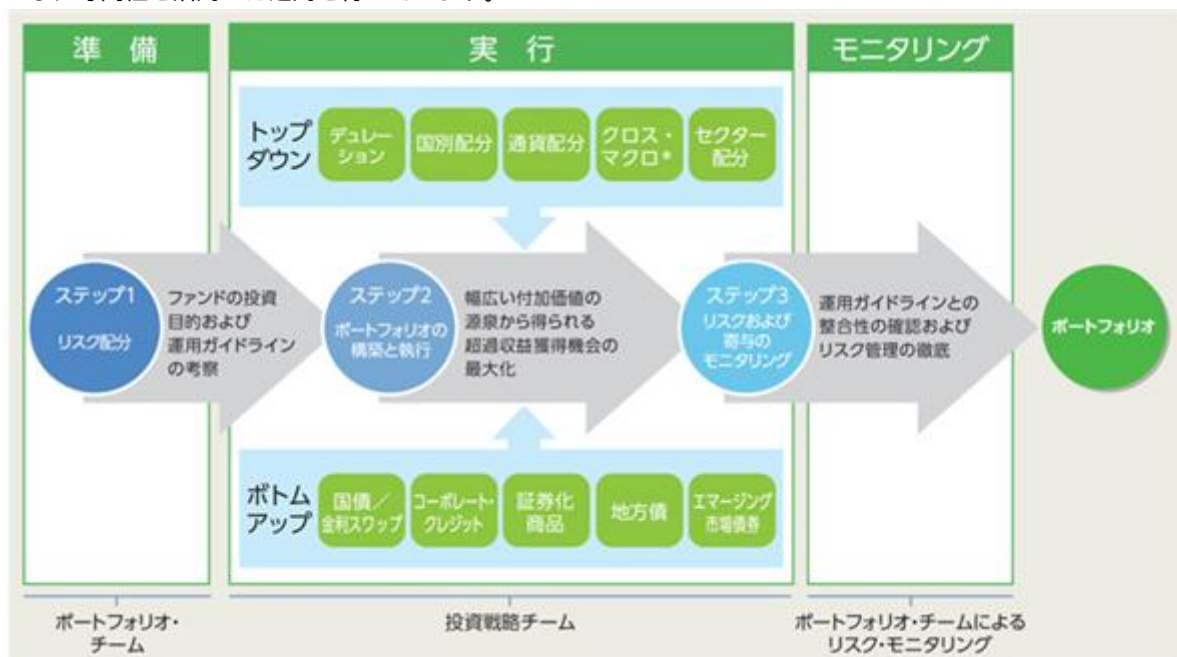 準 備
実 行
モニタリング
トップ
ダウン
デュレー
ション
国別配分
通貨配分
クロス・
マクロ*
セクター
配分
ステップ1
リスク配分
ファンドの投資
目的および
運用ガイドライン
の考察
ステップ2
ポートフォリオの
構築と執行
幅広い付加価値の
源泉から得られる
超過収益獲得機会の
最大化
ステップ3
リスクおよび
寄与の
モニタリング
運用ガイドラインとの
整合性の確認および
リスク管理の徹底
ポートフォリオ
ボトム
アップ
国債／
金利スワップ
コーポレート・
クレジット
証券化
商品
地方債
エマージング
市場債券
ポートフォリオ・
チーム
投資戦略チーム
ポートフォリオ・チームによる
リスク・モニタリング